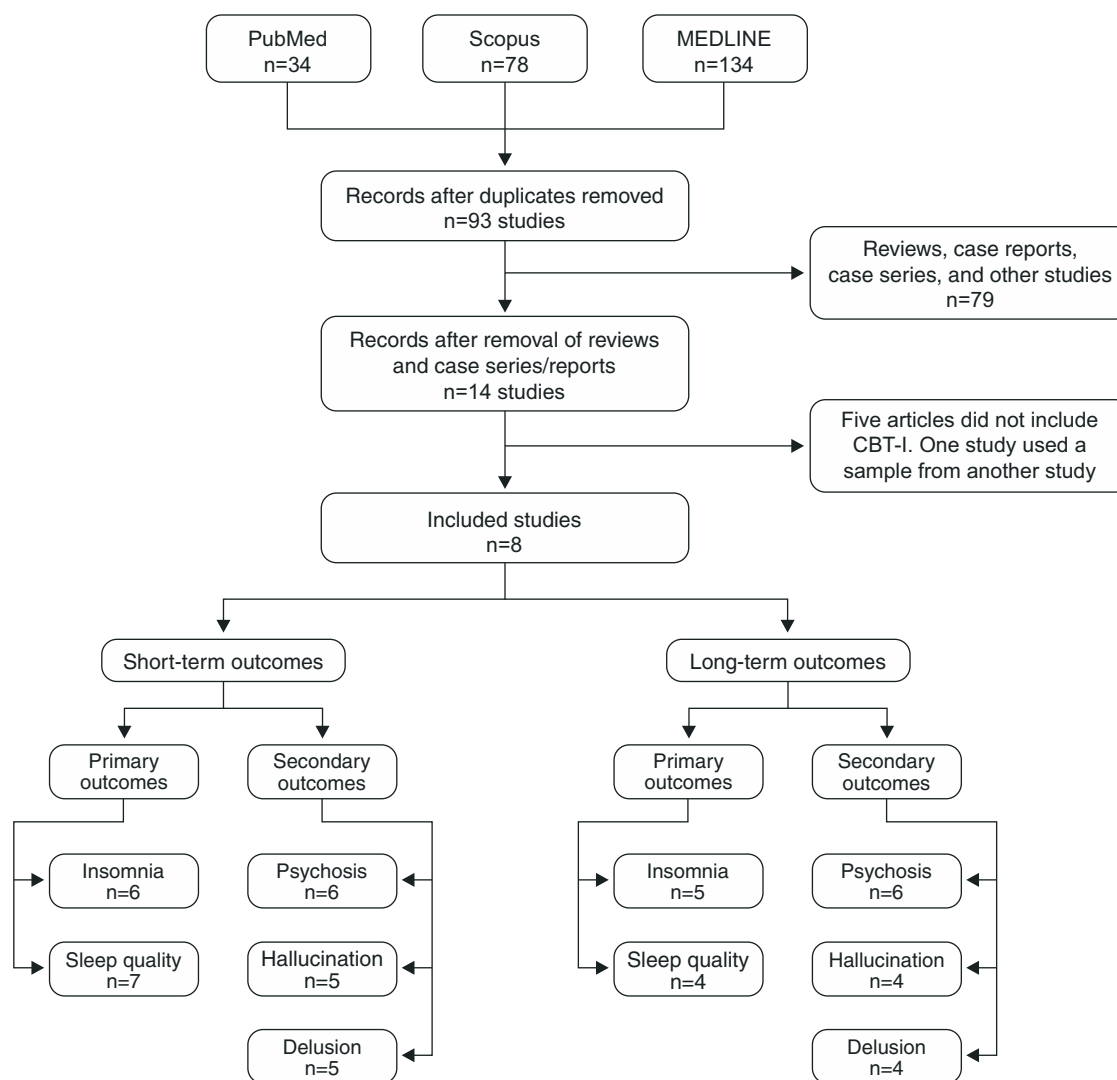 PubMed
n=34
Scopus
n=78
MEDLINE
n=134
Records after duplicates removed
n=93 studies
Reviews, case reports,
case series, and other studies
n=79
Records after removal of reviews
and case series/reports
n=14 studies
Five articles did not include
CBT-I. One study used a
sample from another study
Included studies
n=8
Short-term outcomes
Long-term outcomes
Primary
outcomes
Secondary
outcomes
Primary
outcomes
Secondary
outcomes
Insomnia
n=6
Psychosis
n=6
Insomnia
n=5
Psychosis
n=6
Sleep quality
n=7
Hallucination
n=5
Sleep quality
n=4
Hallucination
n=4
Delusion
n=5
Delusion
n=4